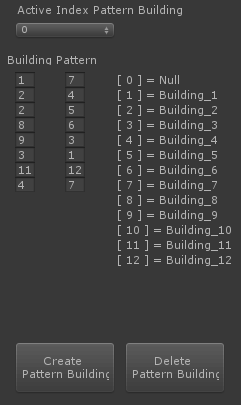 Active Index Pattern Building
0
Building Pattern
1 7 [ 0 ] = Null
2 4 [ 1 ] = Building_1
2 5 [ 2 ] = Building_2
8 6 [ 3 ] = Building_3
9 3 [ 4 ] = Building_4
3 1 [ 5 ] = Building_5
11 12 [ 6 ] = Building_6
4 7 [ 7 ] = Building_7
[ 8 ] = Building_8
[ 9 ] = Building_9
[ 10 ] = Building_10
[ 11 ] = Building_11
[ 12 ] = Building_12
Create Delete
Pattern Building Pattern Building